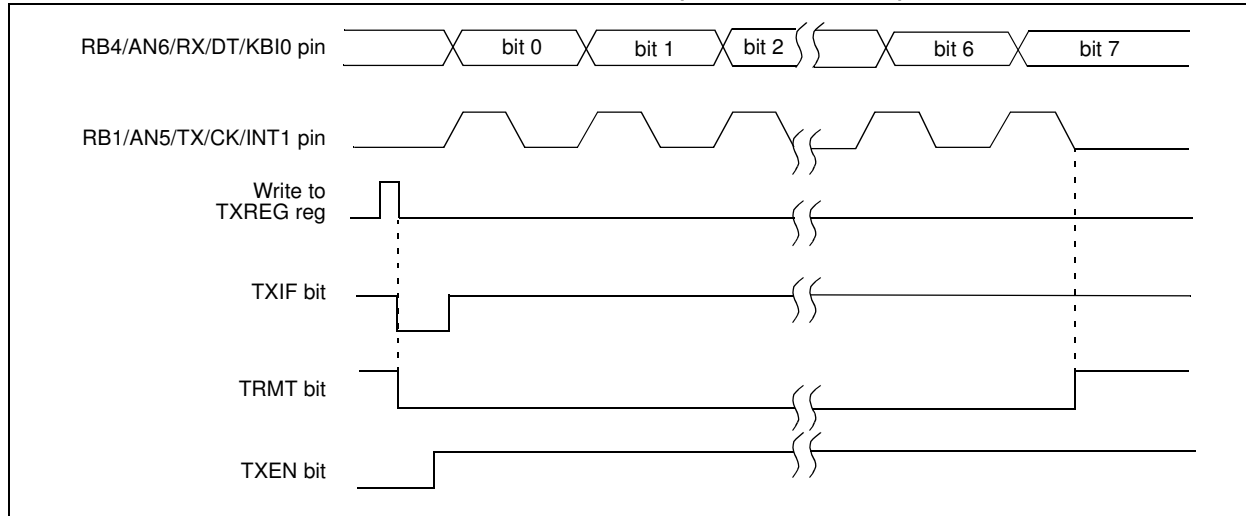 RB4/AN6/RX/DT/KBI0 pin
bit 0 bit 1 bit 2 bit 6 bit 7
RB1/AN5/TX/CK/INT1 pin
Write to
TXREG reg
TXIF bit
TRMT bit
TXEN bit